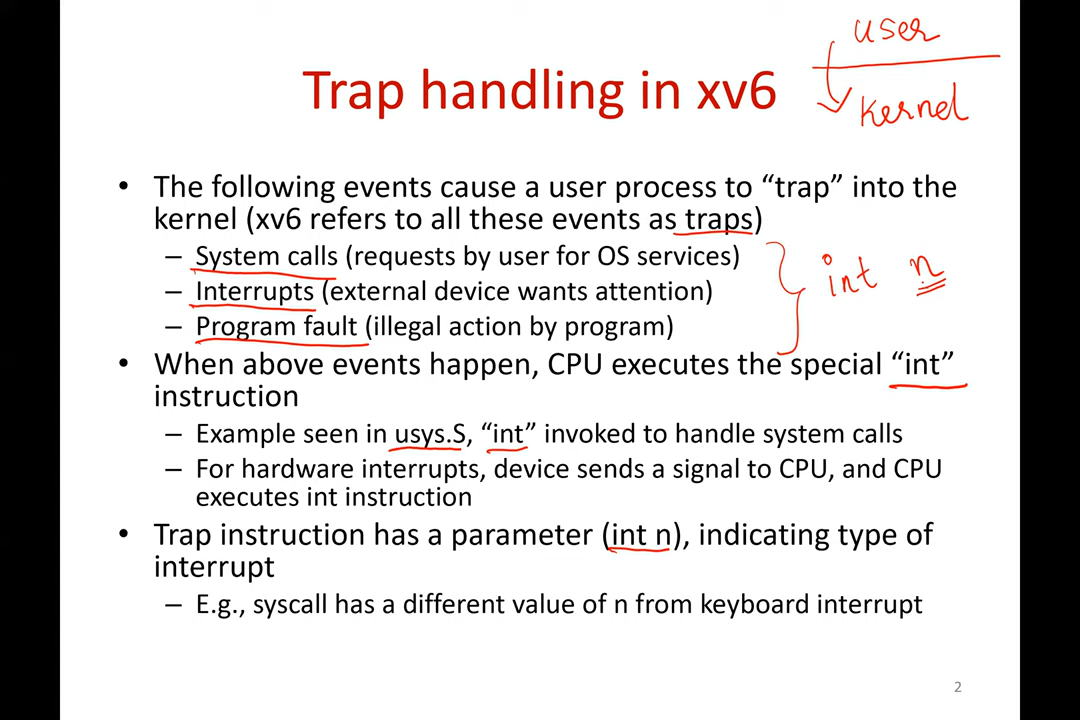 user
Trap handling in xv6
kernel
• The following events cause a user process to “trap” into the
kernel (xv6 refers to all these events as traps)
– System calls (requests by user for OS services)
– Interrupts (external device wants attention)
int n
– Program fault (illegal action by program)
• When above events happen, CPU executes the special “int”
instruction
– Example seen in usys.S, “int” invoked to handle system calls
– For hardware interrupts, device sends a signal to CPU, and CPU
executes int instruction
• Trap instruction has a parameter (int n), indicating type of
interrupt
– E.g., syscall has a different value of n from keyboard interrupt
2